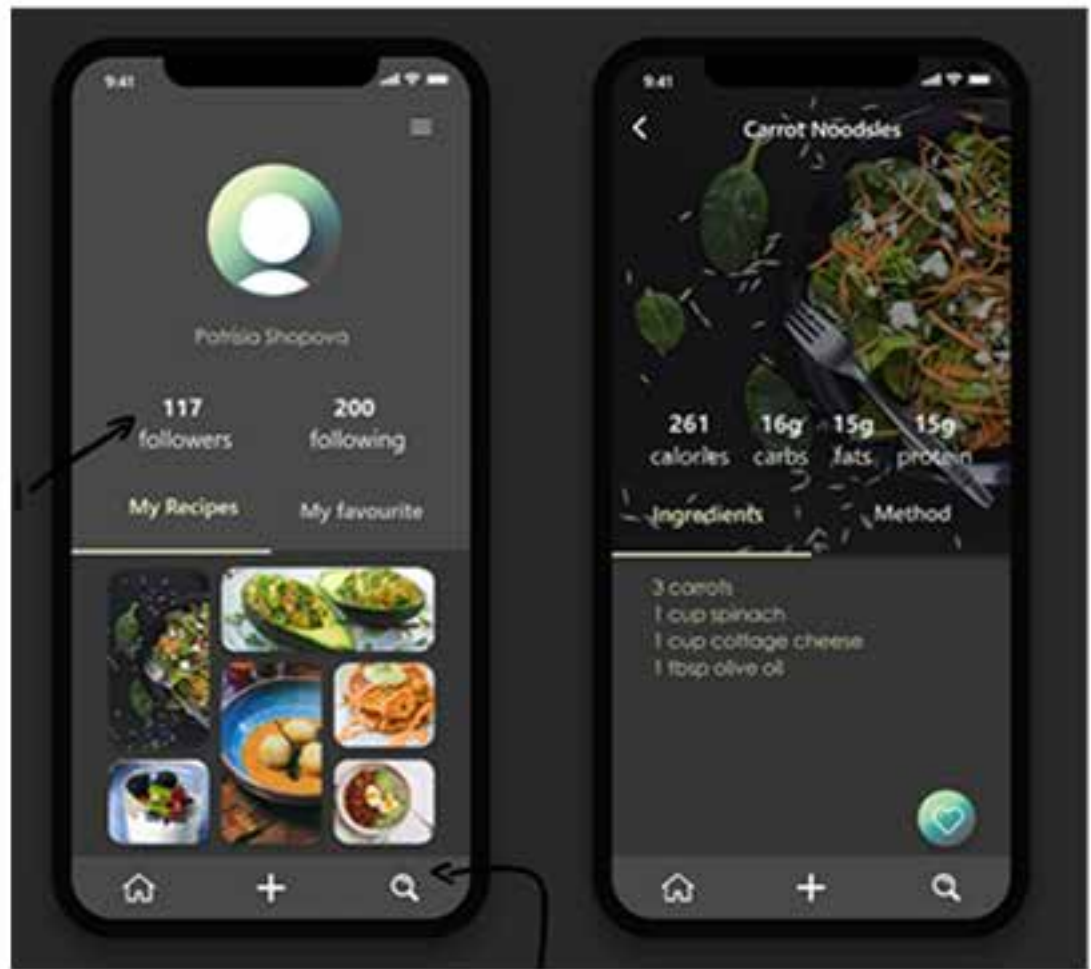 9:41
Patrisia Shopova
117
followers
200
following
My Recipes
My favourite
9:41
Carrot Noodsles
261
calories
16g
carbs
15g
fats
15g
protein
Ingredients
Method
3 carrots
1 cup spinach
1 cup cottage cheese
1 tbsp olive oil